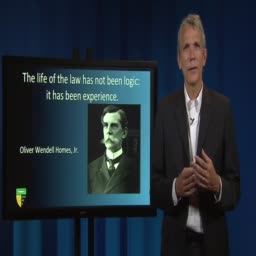 The life of the law has not been logic:
it has been experience.
Oliver Wendell Homes, Jr.